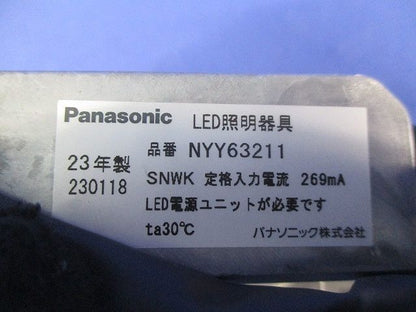 Panasonic LED照明器具
品番 NYY63211
23年製
230118 SNWK 定格入力電流 269mA
LED電源ユニットが必要です
ta30℃ パナソニック株式会社